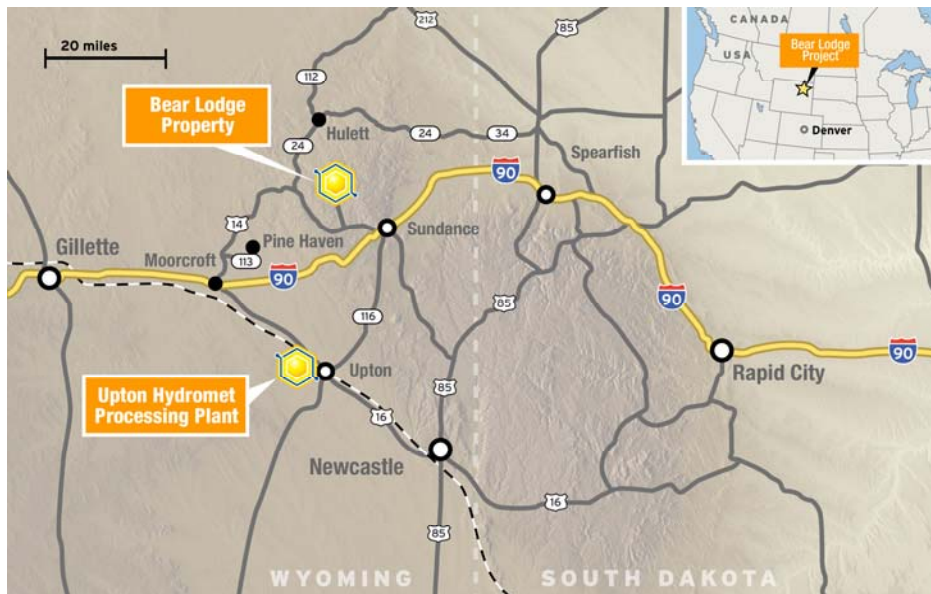 20 miles
212
85
CANADA
USA
Bear Lodge
Project
Denver
112
Bear Lodge
Property
Hulett
24
34
24
90
Spearfish
14
Pine Haven
Sundance
Gillette
Moorcroft
113
90
116
85
90
Upton
90
Rapid City
Upton Hydromet
Processing Plant
85
16
Newcastle
16
85
WYOMING
SOUTH DAKOTA